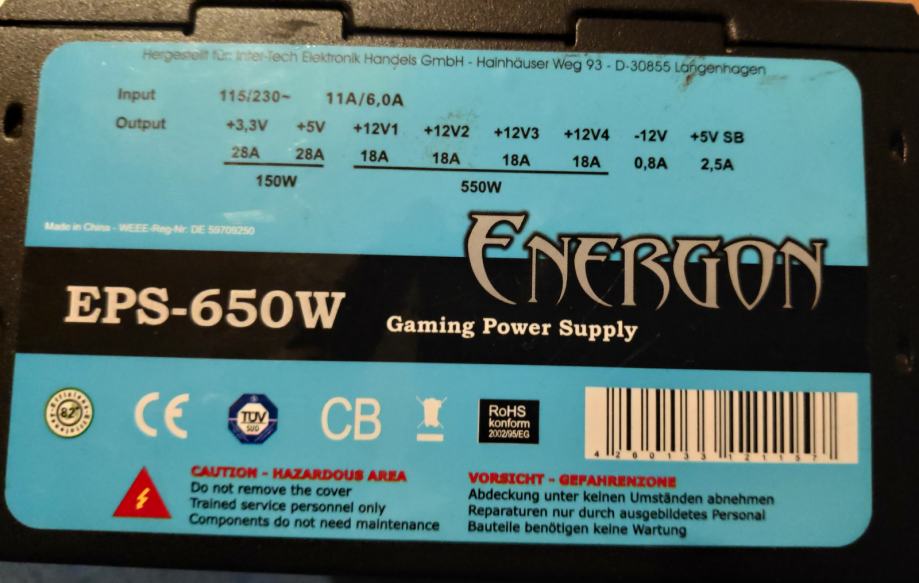 Hergestellt für: Inter-Tech Elektronik Handels GmbH - Hainhäuser Weg 93 - D-30855 Langenhagen
Input 115/230~ 11A/6,0A
Output +3,3V +5V +12V1 +12V2 +12V3 +12V4 -12V +5V SB
28A 28A 18A 18A 18A 18A 0,8A 2,5A
150W 550W
Made in China - WEEE-Reg-Nr: DE 59709250
ENERGON
EPS-650W
Gaming Power Supply
82
CE
TÜV
SÜD
CB
RoHS
konform
2002/95/EG
4 260133 121157
CAUTION - HAZARDOUS AREA
Do not remove the cover
Trained service personnel only
Components do not need maintenance
VORSICHT - GEFAHRENZONE
Abdeckung unter keinen Umständen abnehmen
Reparaturen nur durch ausgebildetes Personal
Bauteile benötigen keine Wartung